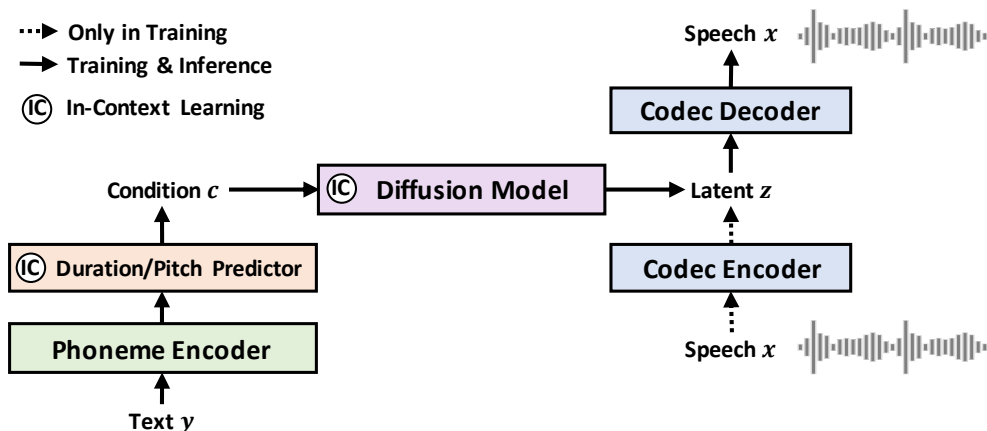 Only in Training
Training & Inference
IC In-Context Learning
Speech x
Codec Decoder
Condition c
IC Diffusion Model
Latent z
IC Duration/Pitch Predictor
Codec Encoder
Phoneme Encoder
Speech x
Text y